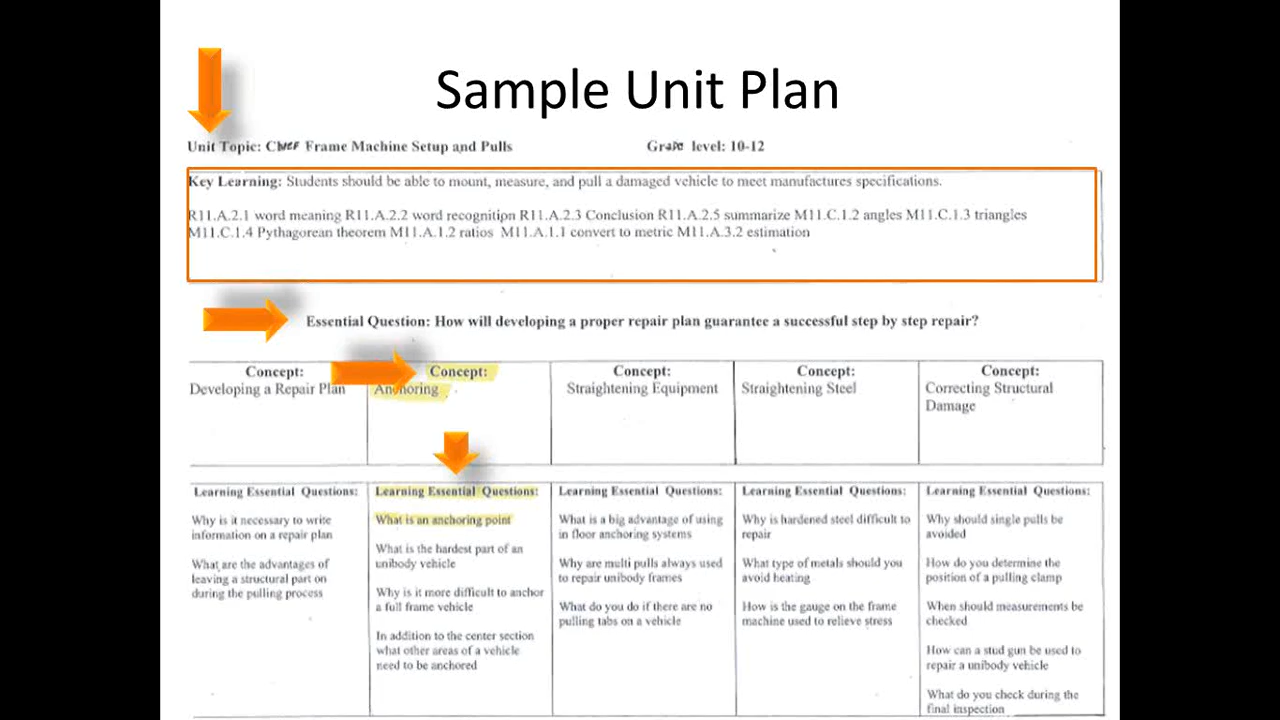 Sample Unit Plan
Unit Topic: Chief Frame Machine Setup and Pulls Grade level: 10-12
Key Learning: Students should be able to mount, measure, and pull a damaged vehicle to meet manufactures specifications.
R11.A.2.1 word meaning R11.A.2.2 word recognition R11.A.2.3 Conclusion R11.A.2.5 summarize M11.C.1.2 angles M11.C.1.3 triangles
M11.C.1.4 Pythagorean theorem M11.A.1.2 ratios M11.A.1.1 convert to metric M11.A.3.2 estimation
Essential Question: How will developing a proper repair plan guarantee a successful step by step repair?
Concept:
Developing a Repair Plan
Concept:
Anchoring
Concept:
Straightening Equipment
Concept:
Straightening Steel
Concept:
Correcting Structural
Damage
Learning Essential Questions:
Why is it necessary to write
information on a repair plan
What are the advantages of
leaving a structural part on
during the pulling process
Learning Essential Questions:
What is an anchoring point
What is the hardest part of an
unibody vehicle
Why is it more difficult to anchor
a full frame vehicle
In addition to the center section
what other areas of a vehicle
need to be anchored
Learning Essential Questions:
What is a big advantage of using
in floor anchoring systems
Why are multi pulls always used
to repair unibody frames
What do you do if there are no
pulling tabs on a vehicle
Learning Essential Questions:
Why is hardened steel difficult to
repair
What type of metals should you
avoid heating
How is the gauge on the frame
machine used to relieve stress
Learning Essential Questions:
Why should single pulls be
avoided
How do you determine the
position of a pulling clamp
When should measurements be
checked
How can a stud gun be used to
repair a unibody vehicle
What do you check during the
final inspection